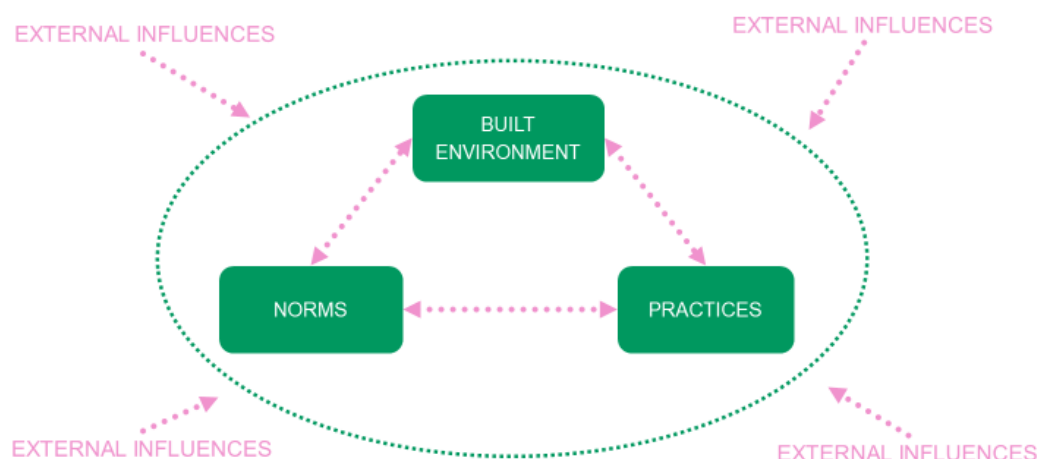 EXTERNAL INFLUENCES
EXTERNAL INFLUENCES
BUILT
ENVIRONMENT
NORMS
PRACTICES
EXTERNAL INFLUENCES
EXTERNAL INFLUENCES